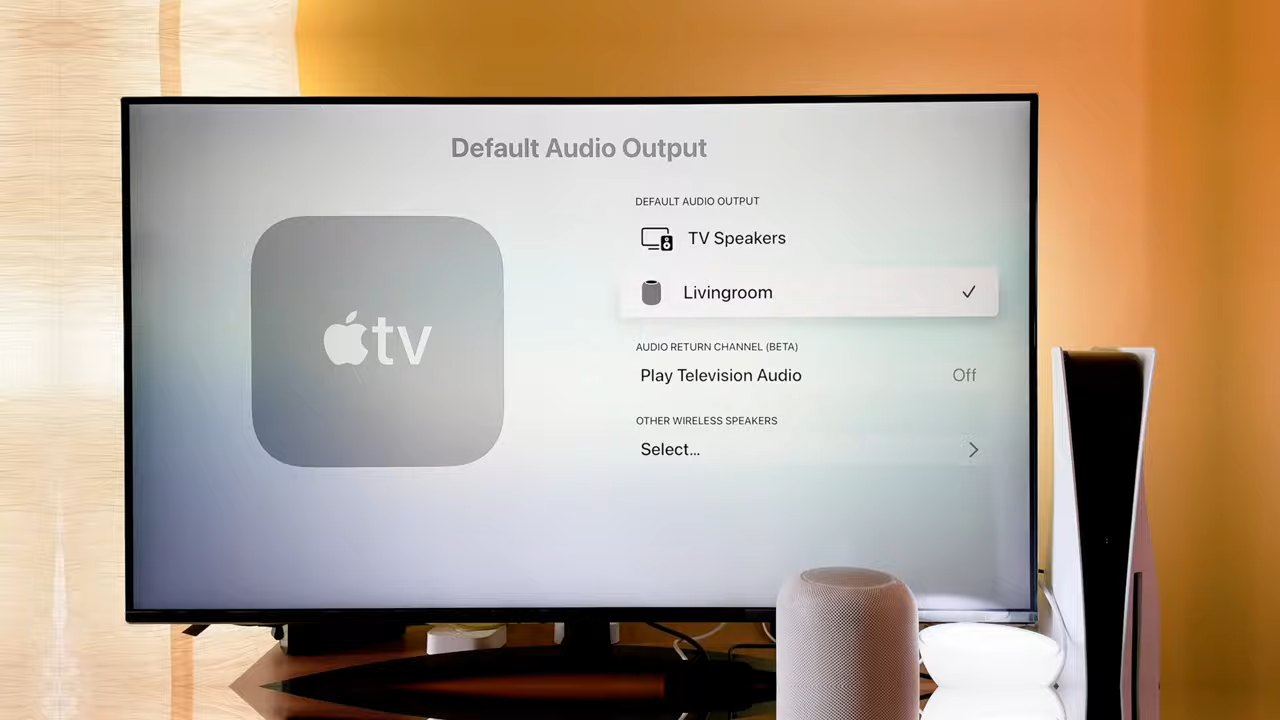 Default Audio Output
DEFAULT AUDIO OUTPUT
TV Speakers
Livingroom
AUDIO RETURN CHANNEL (BETA)
Play Television Audio Off
OTHER WIRELESS SPEAKERS
Select...
tv